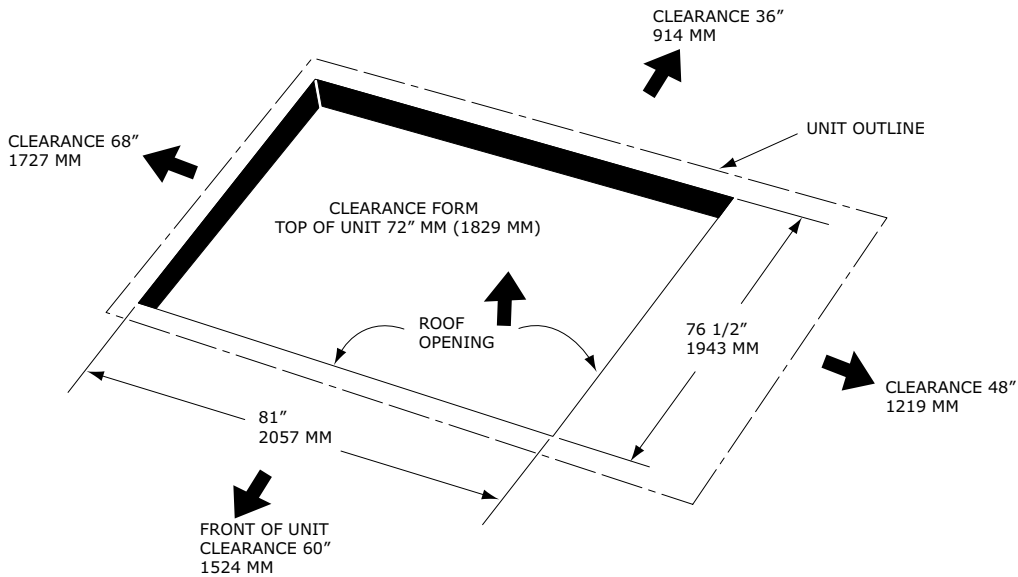 CLEARANCE 36”
914 MM
UNIT OUTLINE
CLEARANCE 68”
1727 MM
CLEARANCE FORM
TOP OF UNIT 72” MM (1829 MM)
ROOF
OPENING
76 1/2”
1943 MM
CLEARANCE 48”
1219 MM
81”
2057 MM
FRONT OF UNIT
CLEARANCE 60”
1524 MM